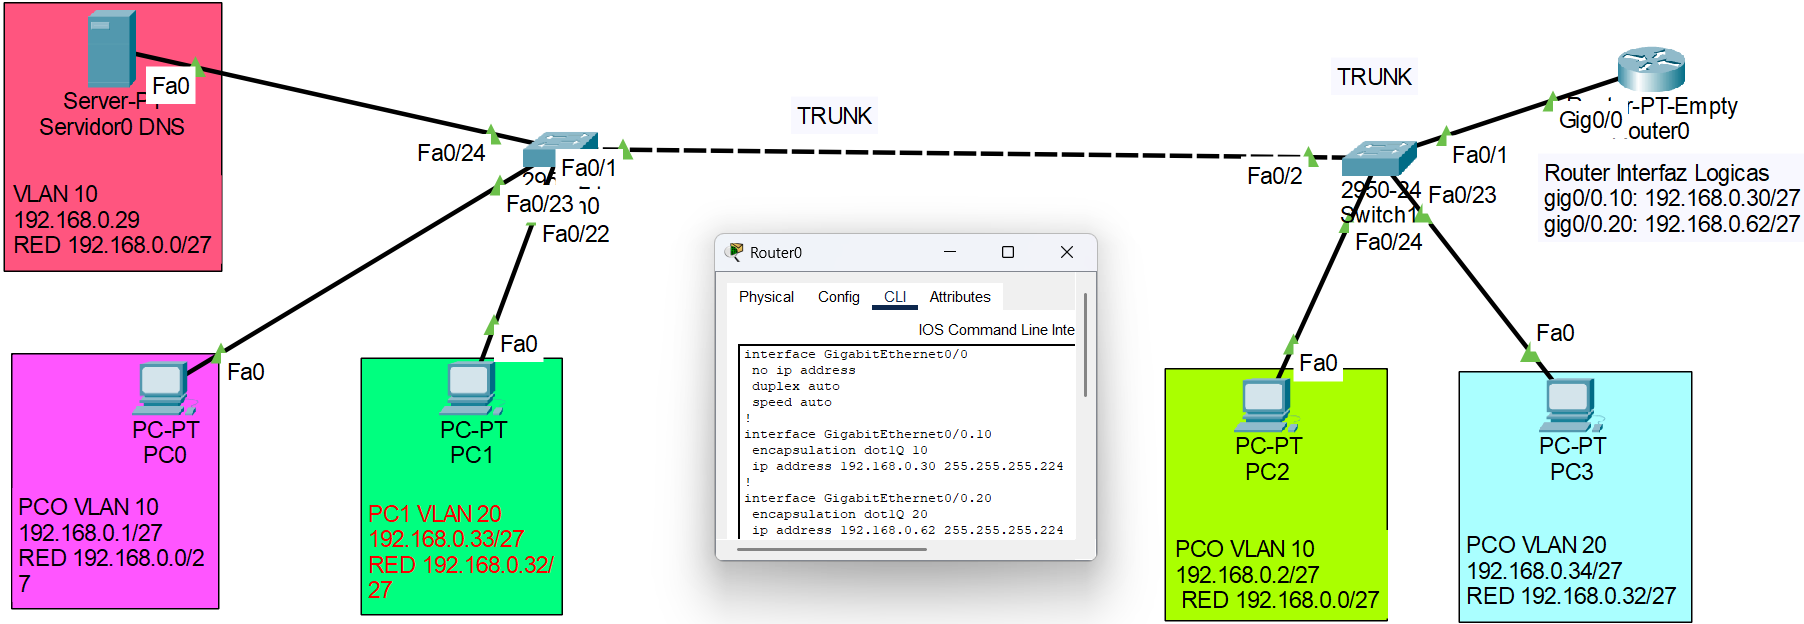 Fa0
Server-PT
Servidor0 DNS
VLAN 10
192.168.0.29
RED 192.168.0.0/27
Fa0/24
Fa0/1
Fa0/23
Fa0/22
TRUNK
TRUNK
Fa0/2
2950-24
Switch1
Fa0/1
Fa0/23
Fa0/24
Gig0/0
-PT-Empty
Router Interfaz Logicas
gig0/0.10: 192.168.0.30/27
gig0/0.20: 192.168.0.62/27
Router0
Physical Config CLI Attributes
IOS Command Line Inte
interface GigabitEthernet0/0
no ip address
duplex auto
speed auto
!
interface GigabitEthernet0/0.10
encapsulation dot1Q 10
ip address 192.168.0.30 255.255.255.224
!
interface GigabitEthernet0/0.20
encapsulation dot1Q 20
ip address 192.168.0.62 255.255.255.224
Fa0
PC-PT
PC0
PCO VLAN 10
192.168.0.1/27
RED 192.168.0.0/2
7
Fa0
PC-PT
PC1
PC1 VLAN 20
192.168.0.33/27
RED 192.168.0.32/
27
Fa0
PC-PT
PC2
PCO VLAN 10
192.168.0.2/27
RED 192.168.0.0/27
Fa0
PC-PT
PC3
PCO VLAN 20
192.168.0.34/27
RED 192.168.0.32/27